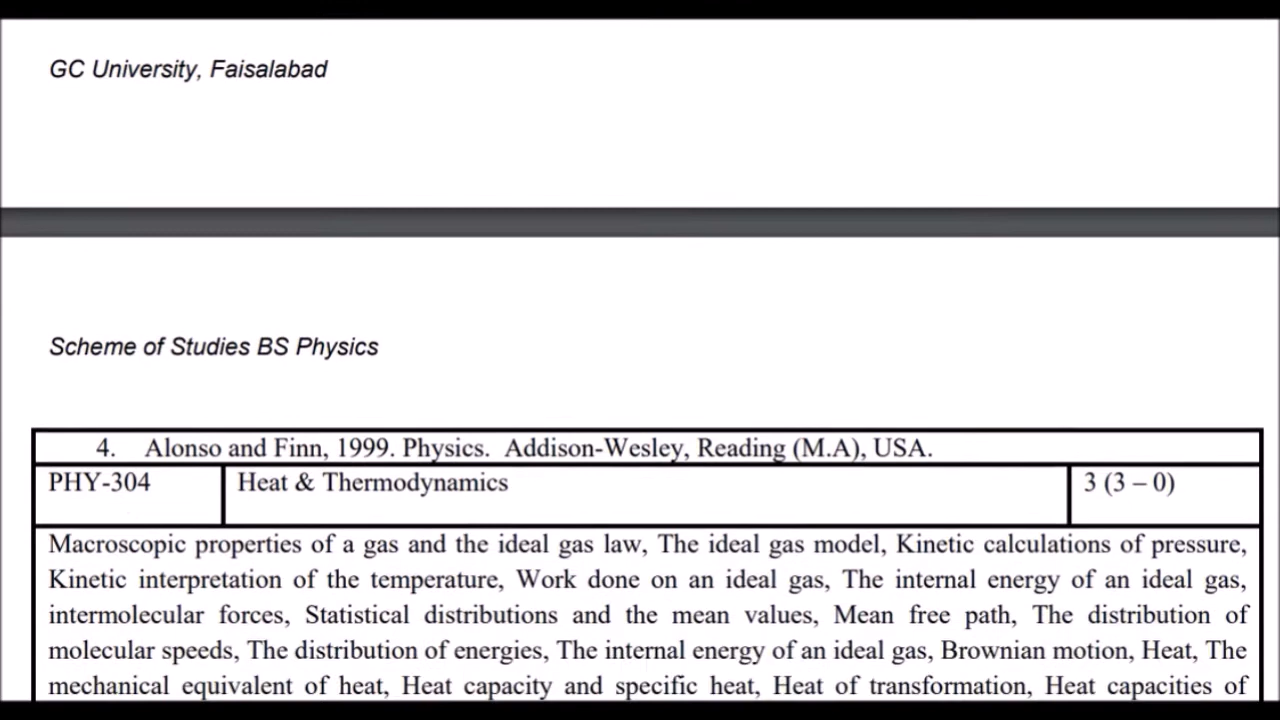 GC University, Faisalabad
Scheme of Studies BS Physics
4. Alonso and Finn, 1999. Physics. Addison-Wesley, Reading (M.A), USA.
PHY-304 Heat & Thermodynamics 3 (3 – 0)
Macroscopic properties of a gas and the ideal gas law, The ideal gas model, Kinetic calculations of pressure,
Kinetic interpretation of the temperature, Work done on an ideal gas, The internal energy of an ideal gas,
intermolecular forces, Statistical distributions and the mean values, Mean free path, The distribution of
molecular speeds, The distribution of energies, The internal energy of an ideal gas, Brownian motion, Heat, The
mechanical equivalent of heat, Heat capacity and specific heat, Heat of transformation, Heat capacities of